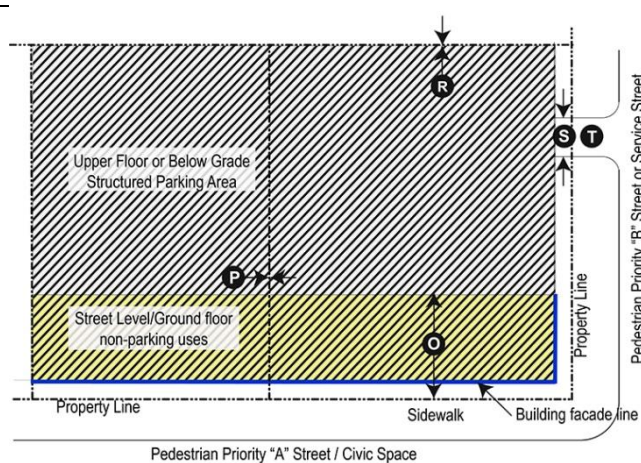 R
S T
Upper Floor or Below Grade
Structured Parking Area
P
Street Level/Ground floor
non-parking uses
O
Property Line
Sidewalk
Building facade line
Property Line
Pedestrian Priority "B" Street or Service Street
Pedestrian Priority "A" Street / Civic Space